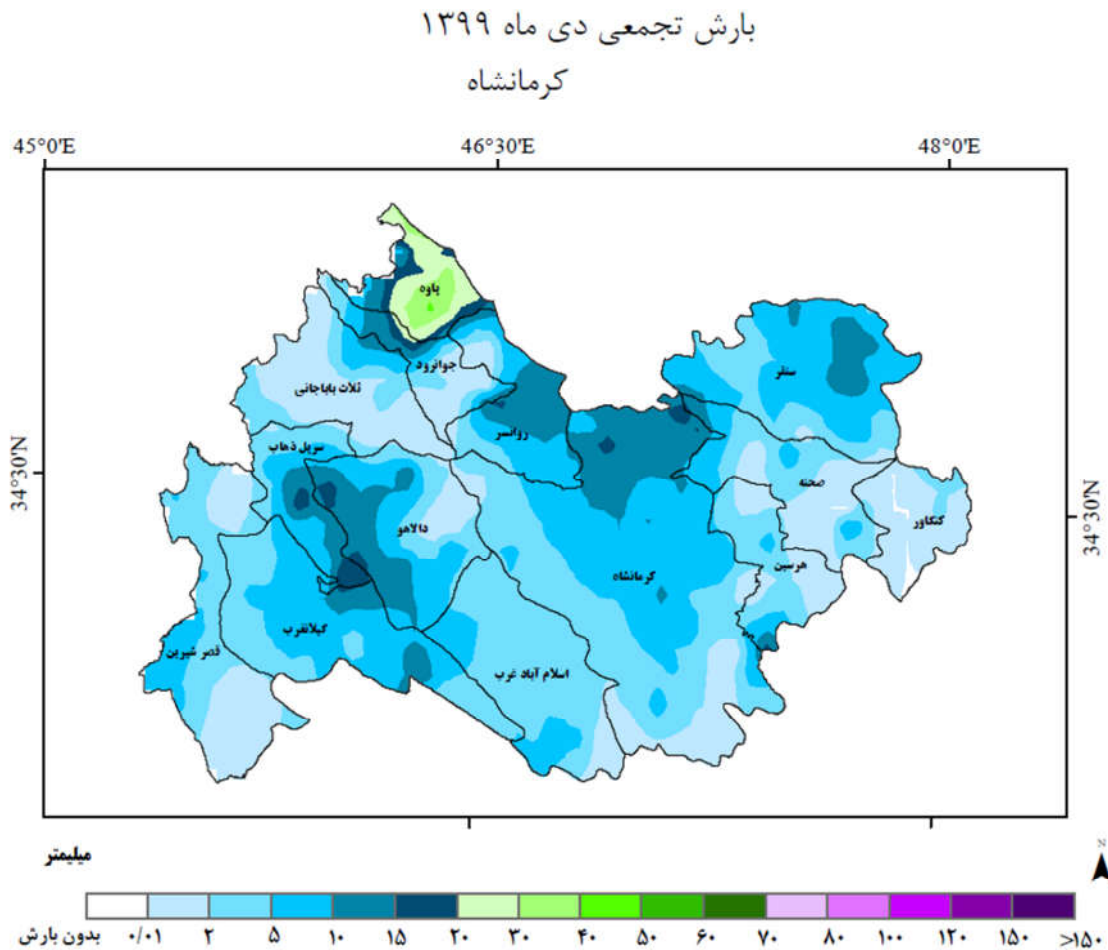 بارش تجمعی دی ماه ۱۳۹۹
کرمانشاه
45°0'E 46°30'E 48°0'E
34°30'N
34°30'N
پاوه
جوانرود
ثلاث باباجانی
سنقر
روانسر
سرپل ذهاب
صحنه
کنگاور
دالاهو
هرسین
کرمانشاه
گیلانغرب
قصر شیرین
اسلام آباد غرب
میلیمتر
N
بدون بارش ۰/۰۱ ۲ ۵ ۱۰ ۱۵ ۲۰ ۳۰ ۴۰ ۵۰ ۶۰ ۷۰ ۸۰ ۱۰۰ ۱۲۰ ۱۵۰ >۱۵۰